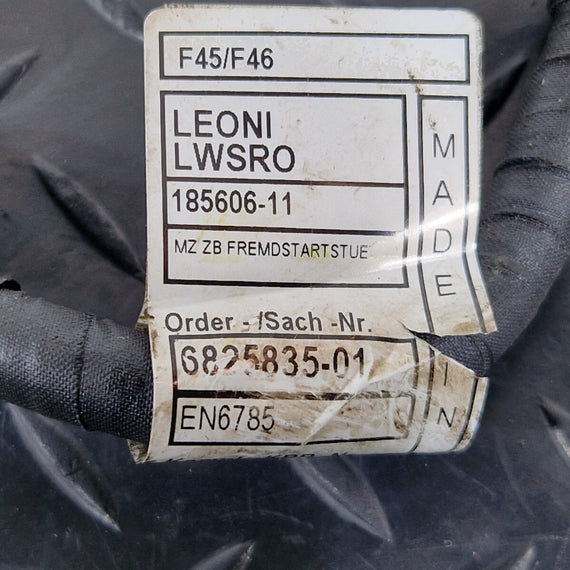 F45/F46
LEONI
LWSRO
185606-11
MZ ZB FREMDSTARTSTUE
MADE
IN
Order - /Sach -Nr.
6825835-01
EN6785